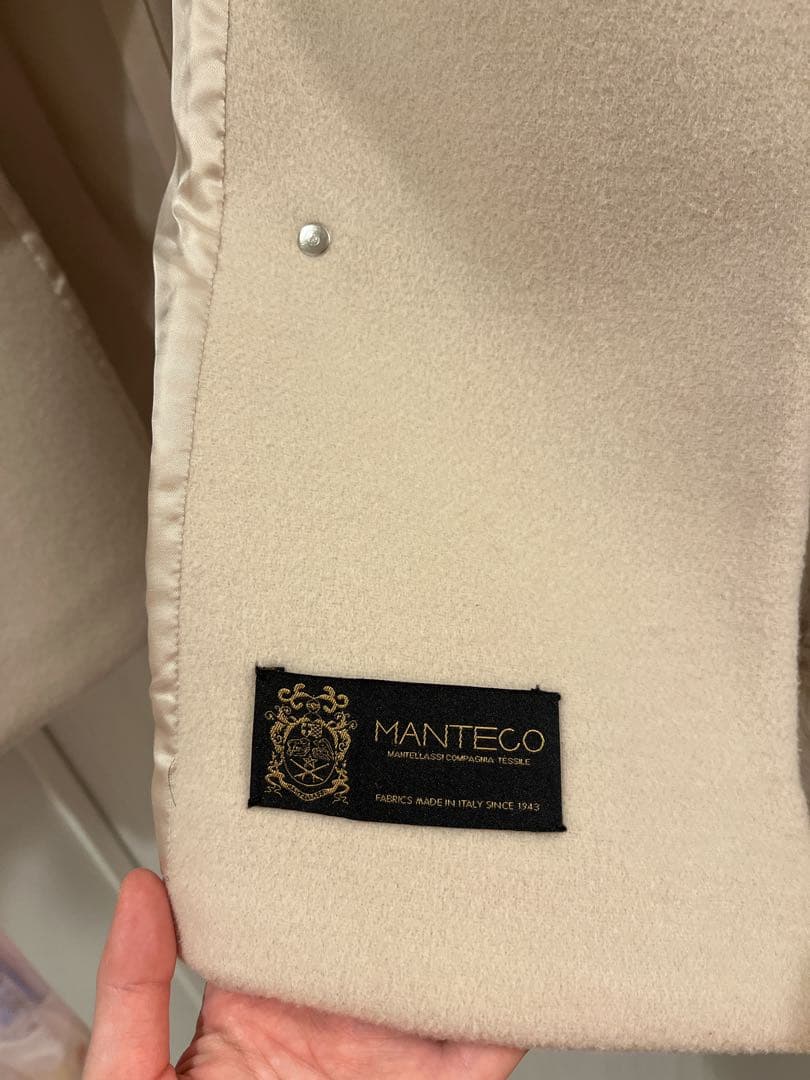 MANTECO
MANTELLASSI COMPAGNIA TESSILE
FABRICS MADE IN ITALY SINCE 1943